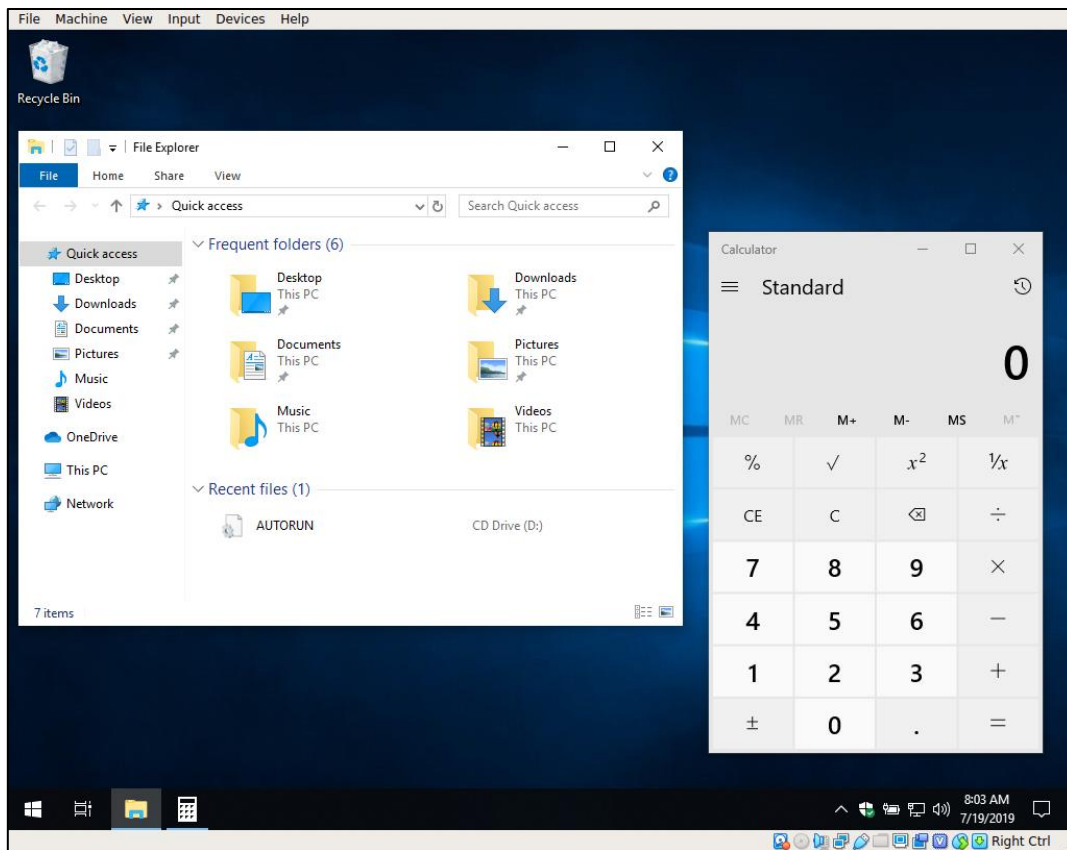 File Machine View Input Devices Help
Recycle Bin
File Explorer
File Home Share View
Quick access
Search Quick access
Quick access
Desktop
Downloads
Documents
Pictures
Music
Videos
OneDrive
This PC
Network
Frequent folders (6)
Desktop
This PC
Downloads
This PC
Documents
This PC
Pictures
This PC
Music
This PC
Videos
This PC
Recent files (1)
AUTORUN CD Drive (D:)
7 items
Calculator
Standard
0
MC MR M+ M- MS M˅
% √ x² ¹/x
CE C ÷
7 8 9 ×
4 5 6 −
1 2 3 +
± 0 . =
8:03 AM
7/19/2019
Right Ctrl